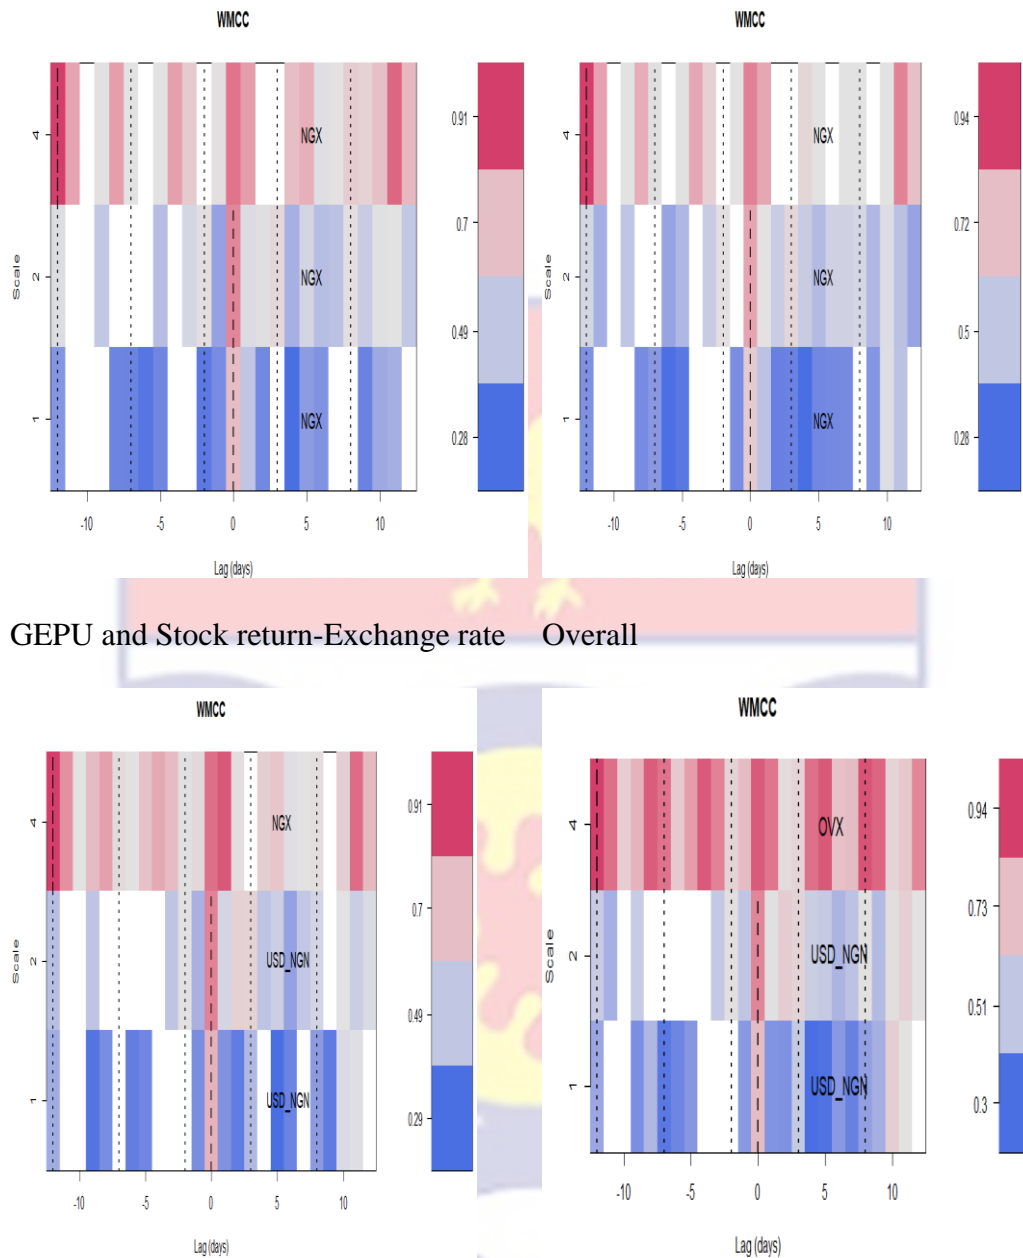 WMCC
WMCC
0.91
0.7
0.49
0.28
0.94
0.72
0.5
0.28
Scale
4
2
1
NGX
NGX
NGX
-10 -5 0 5 10
Lag (days)
Scale
4
2
1
NGX
NGX
NGX
-10 -5 0 5 10
Lag (days)
GEPU and Stock return-Exchange rate Overall
WMCC
Scale
4
2
1
NGX
USD_NGN
USD_NGN
0.91
0.7
0.49
0.29
-10 -5 0 5 10
Lag (days)
WMCC
Scale
4
2
1
OVX
USD_NGN
USD_NGN
0.94
0.73
0.51
0.3
-10 -5 0 5 10
Lag (days)